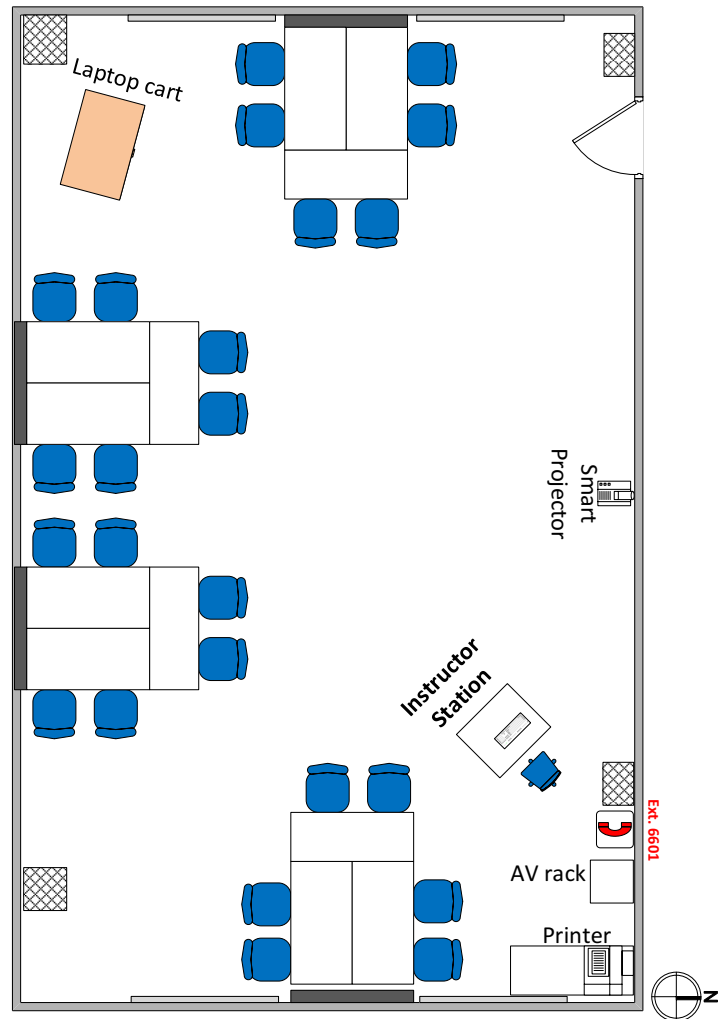 Laptop cart
Smart
Projector
Instructor
Station
Ext. 6601
AV rack
Printer
N